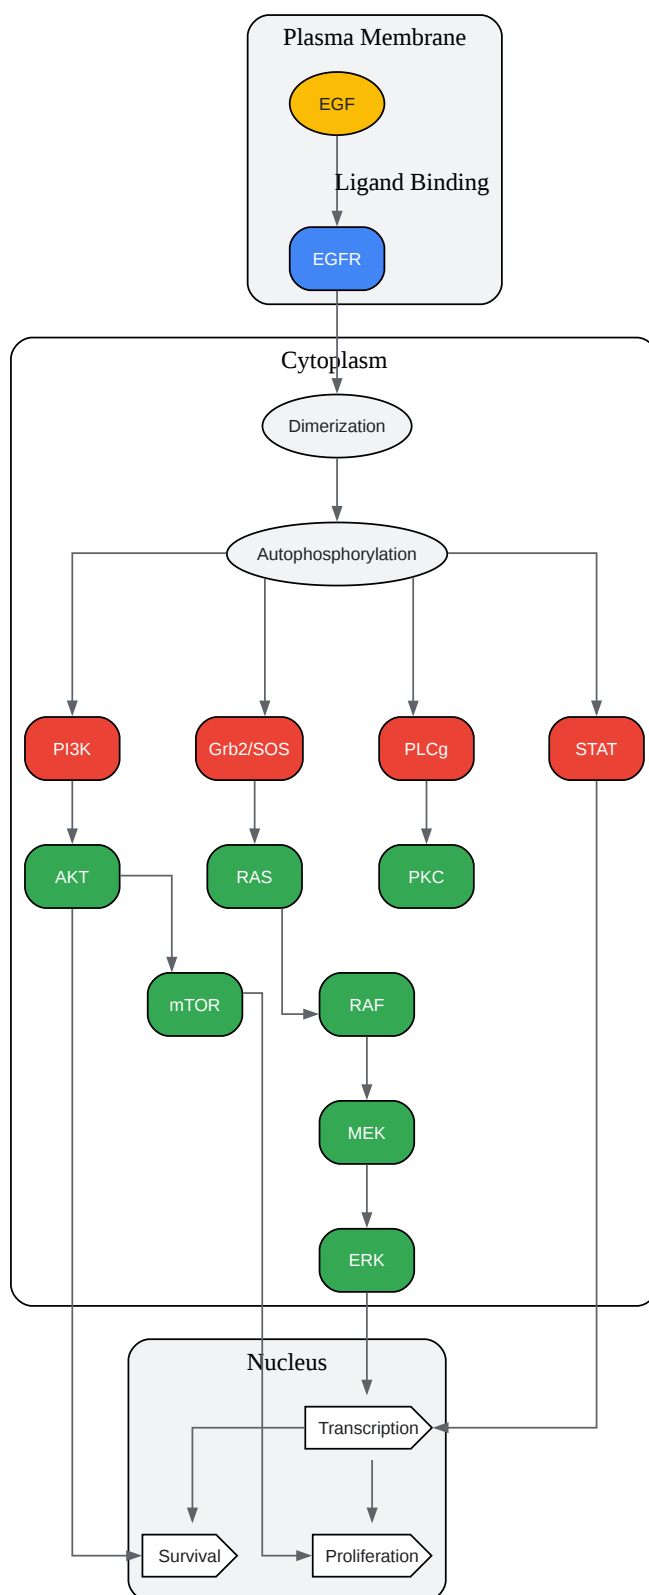 Plasma Membrane
EGF
Ligand Binding
EGFR
Cytoplasm
Dimerization
Autophosphorylation
PI3K
Grb2/SOS
PLCg
STAT
AKT
RAS
PKC
mTOR
RAF
MEK
ERK
Nucleus
Transcription
Survival
Proliferation